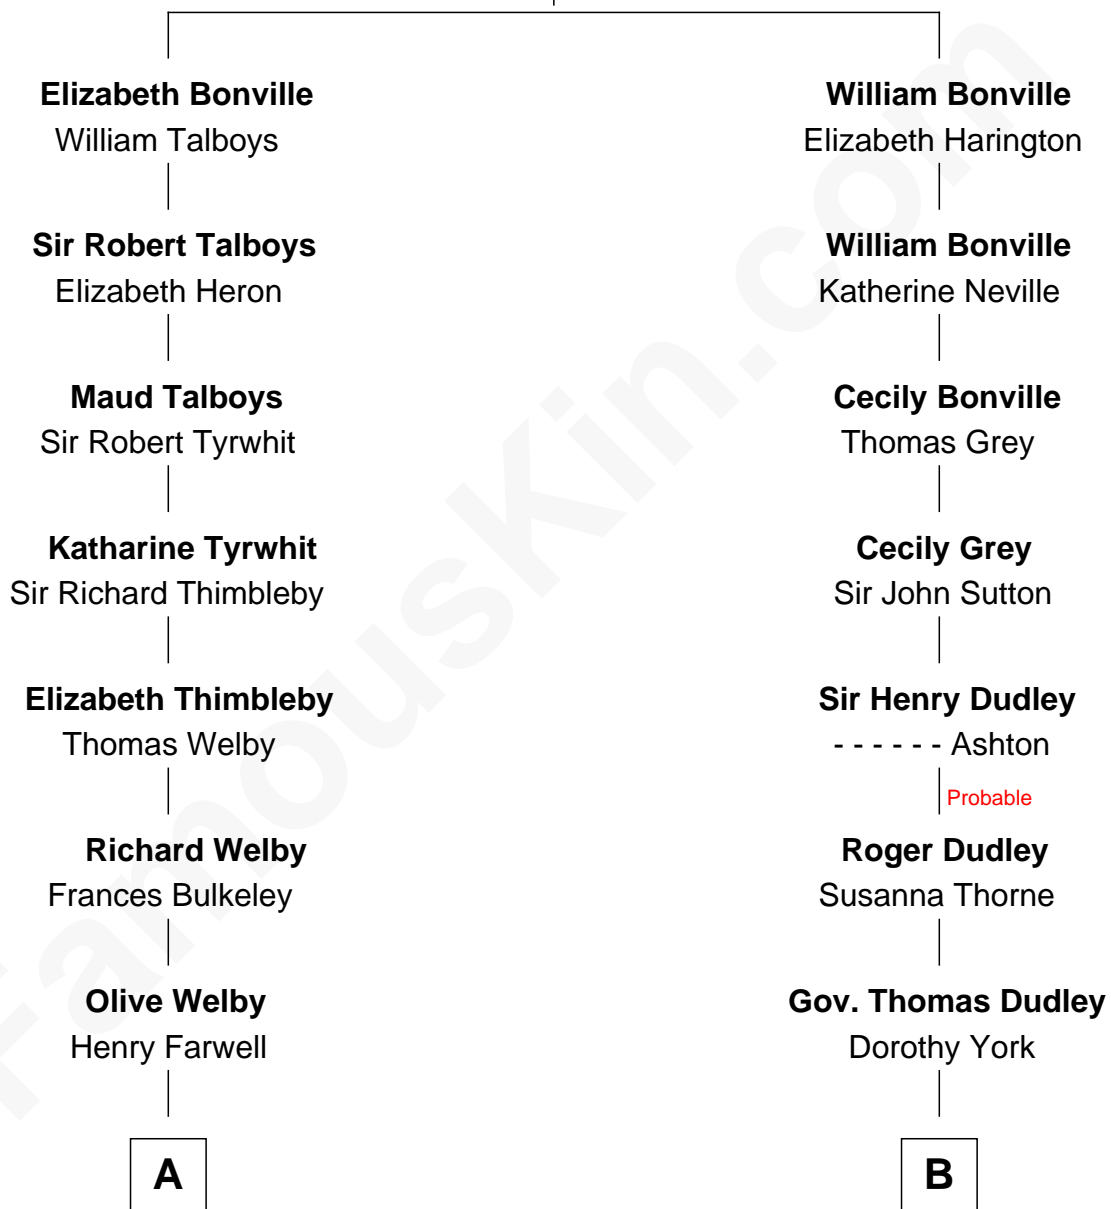 Elizabeth Bonville
William Talboys
William Bonville
Elizabeth Harington
Sir Robert Talboys
Elizabeth Heron
William Bonville
Katherine Neville
Maud Talboys
Sir Robert Tyrwhit
Cecily Bonville
Thomas Grey
Katharine Tyrwhit
Sir Richard Thimbleby
Cecily Grey
Sir John Sutton
Elizabeth Thimbleby
Thomas Welby
Sir Henry Dudley
- - - - - - Ashton
Probable
Richard Welby
Frances Bulkeley
Roger Dudley
Susanna Thorne
Olive Welby
Henry Farwell
Gov. Thomas Dudley
Dorothy York
A
B
FamousKin.com